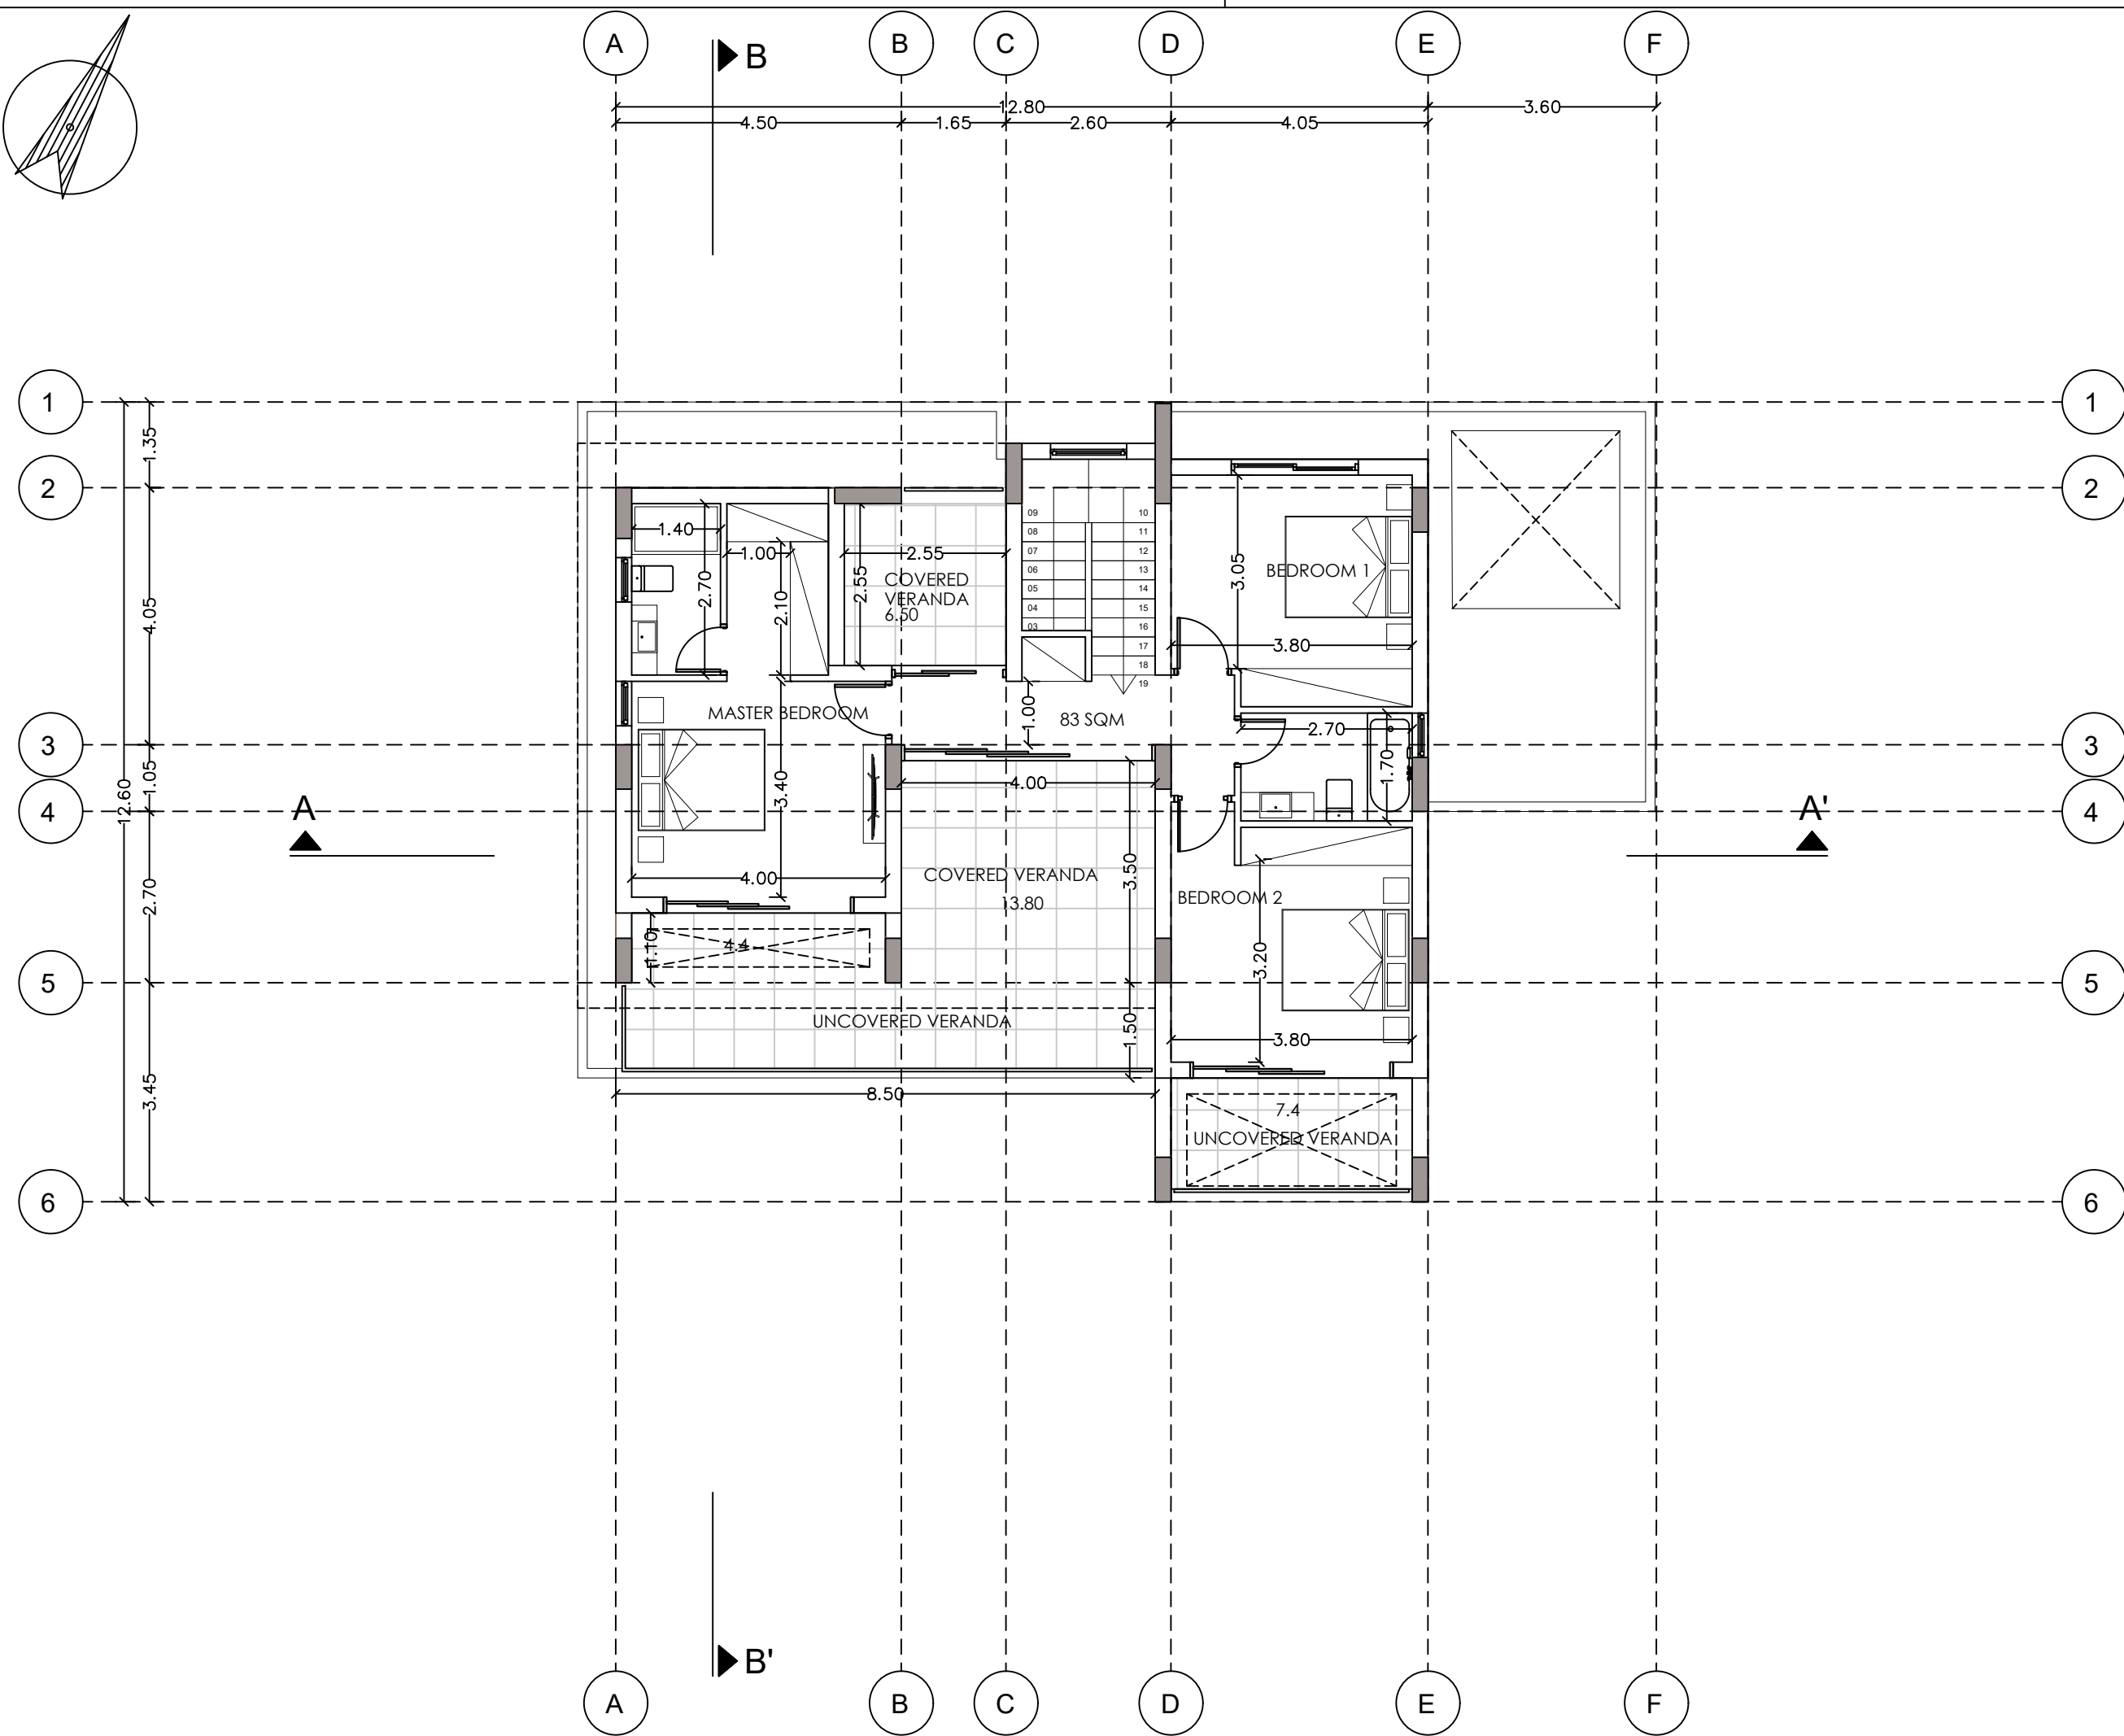 A B B C D E F
12.80 3.60
4.50 1.65 2.60 4.05
1 1
1.35
2 2
09 10
1.40 08 11
1.00 2.55 07 12
COVERED 06 13 3.05 BEDROOM 1
2.70 2.10 2.55 VERANDA 05 14
4.05 6.50 04 15
03 16
17 3.80
18
19
MASTER BEDROOM 1.00 83 SQM
2.70
3 3
1.05 3.40 4.00 1.70
12.60
4 A A' 4
4.00 COVERED VERANDA 3.50
2.70 13.80 BEDROOM 2
1.10 4.4 3.20
5 5
UNCOVERED VERANDA 1.50
3.80
3.45 8.50
7.4
UNCOVERED VERANDA
6 6
B'
A B C D E F